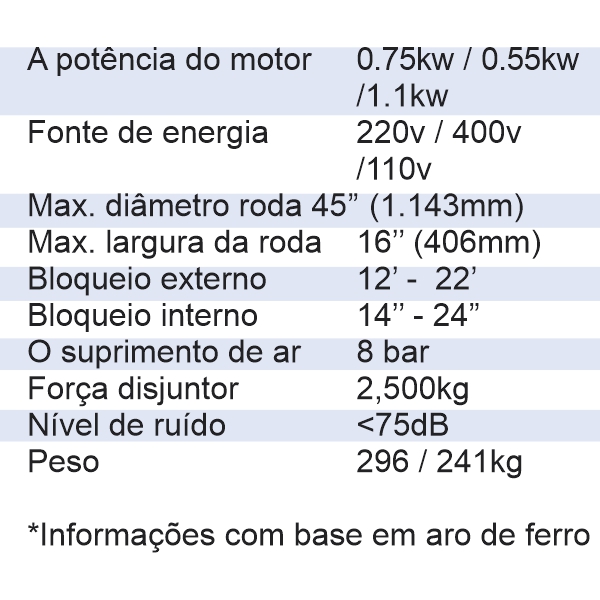 A potência do motor 0.75kw / 0.55kw
/1.1kw
Fonte de energia 220v / 400v
/110v
Max. diâmetro roda 45” (1.143mm)
Max. largura da roda 16’’ (406mm)
Bloqueio externo 12’ - 22’
Bloqueio interno 14’’ - 24”
O suprimento de ar 8 bar
Força disjuntor 2,500kg
Nível de ruído <75dB
Peso 296 / 241kg
*Informações com base em aro de ferro